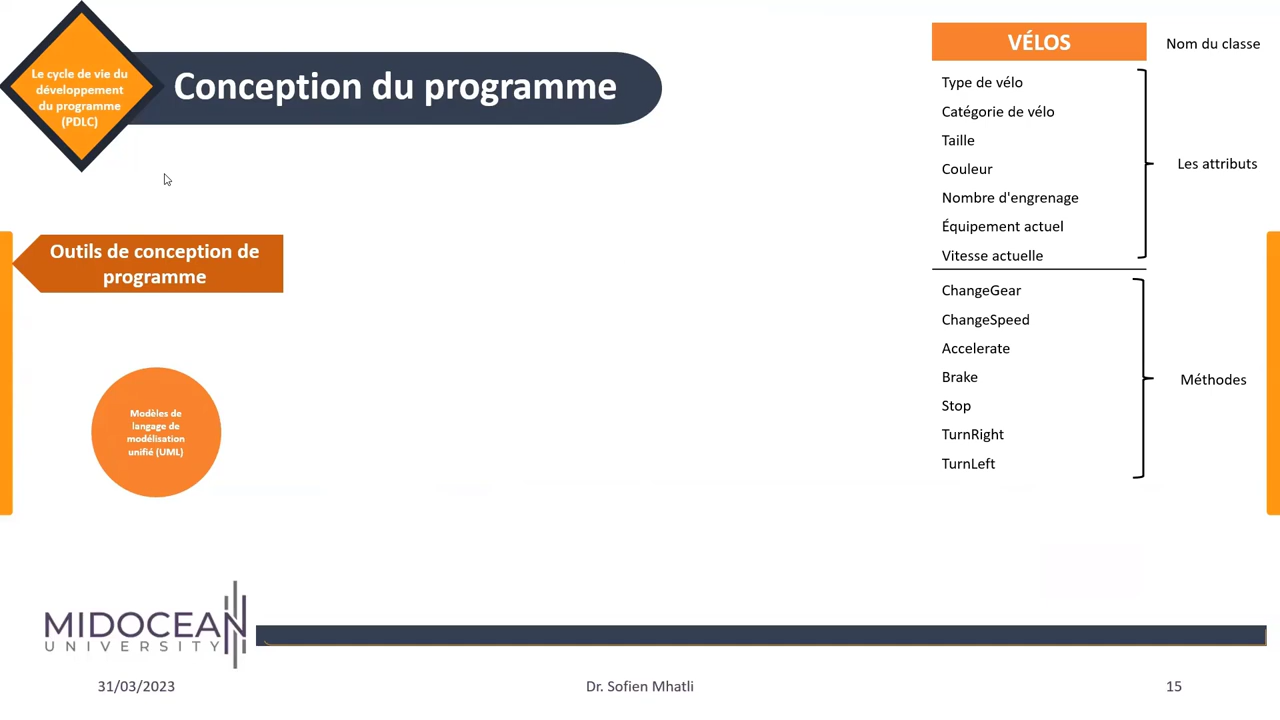 Le cycle de vie du
développement
du programme
(PDLC)
Conception du programme
Outils de conception de
programme
Modèles de
langage de
modélisation
unifié (UML)
VÉLOS
Nom du classe
Type de vélo
Catégorie de vélo
Taille
Couleur
Nombre d'engrenage
Équipement actuel
Vitesse actuelle
Les attributs
ChangeGear
ChangeSpeed
Accelerate
Brake
Stop
TurnRight
TurnLeft
Méthodes
MIDOCEAN
UNIVERSITY
31/03/2023
Dr. Sofien Mhatli
15